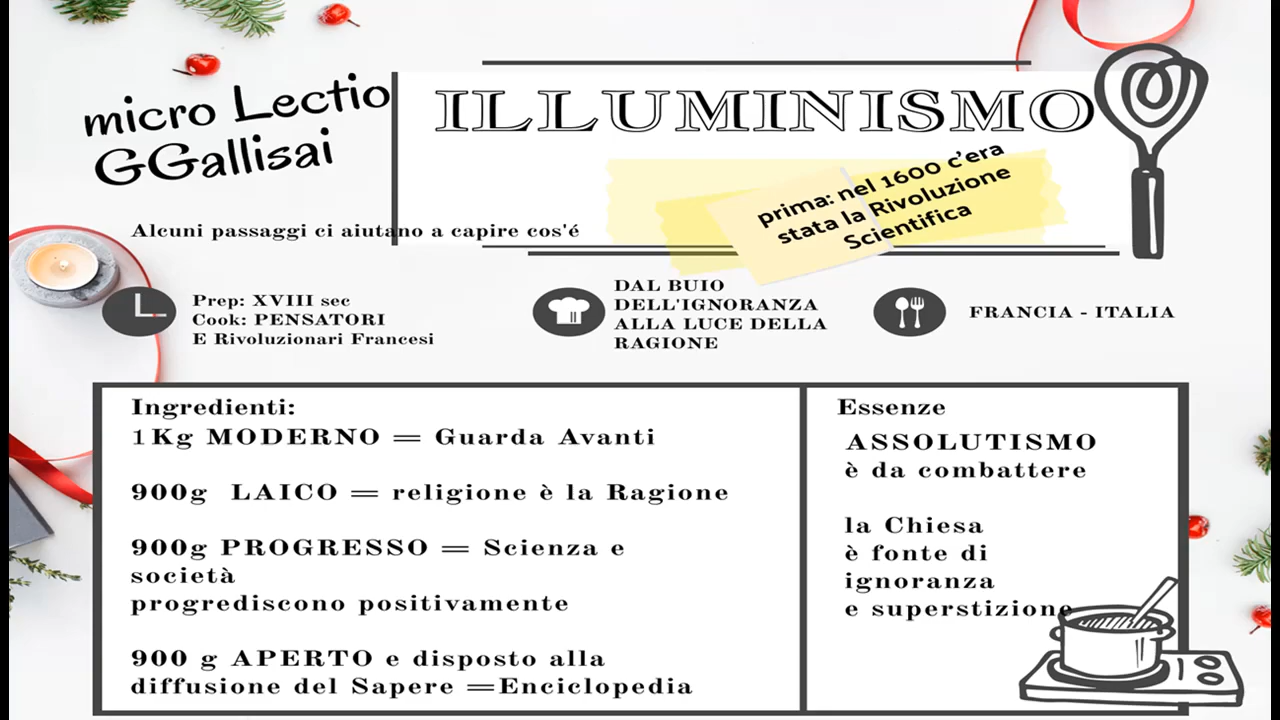 micro Lectio
GGallisai
ILLUMINISMO
prima: nel 1600 c'era
stata la Rivoluzione
Scientifica
Alcuni passaggi ci aiutano a capire cos'é
Prep: XVIII sec
Cook: PENSATORI
E Rivoluzionari Francesi
DAL BUIO
DELL'IGNORANZA
ALLA LUCE DELLA
RAGIONE
FRANCIA - ITALIA
Ingredienti:
1Kg MODERNO = Guarda Avanti
900g LAICO = religione è la Ragione
900g PROGRESSO = Scienza e
società
progrediscono positivamente
900 g APERTO e disposto alla
diffusione del Sapere =Enciclopedia
Essenze
ASSOLUTISMO
è da combattere
la Chiesa
è fonte di
ignoranza
e superstizione